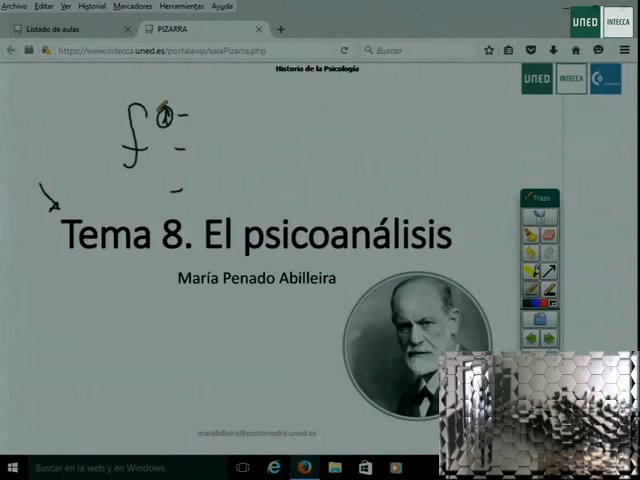 Archivo Editar Ver Historial Marcadores Herramientas Ayuda
Listado de aulas
PIZARRA
https://www.intecca.uned.es/portalavip/salaPizarra.php
Buscar
UNED
INTECCA
Historia de la Psicología
UNED
INTECCA
f
Trazo
Tema 8. El psicoanálisis
María Penado Abilleira
marabilleira@pontevedra.uned.es
Buscar en la web y en Windows